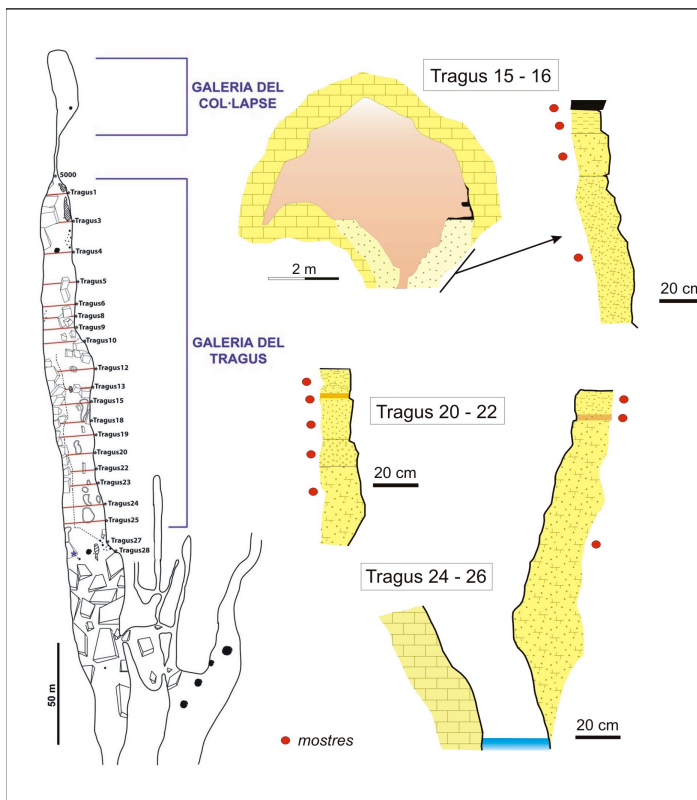 GALERIA DEL
COL·LAPSE
5000
Tragus1
Tragus3
Tragus4
Tragus5
Tragus6
Tragus8
Tragus9
Tragus10
Tragus12
Tragus13
Tragus15
Tragus18
Tragus19
Tragus20
Tragus22
Tragus23
Tragus24
Tragus25
Tragus27
Tragus28
GALERIA DEL
TRAGUS
50 m
Tragus 15 - 16
2 m
20 cm
Tragus 20 - 22
20 cm
Tragus 24 - 26
20 cm
mostres